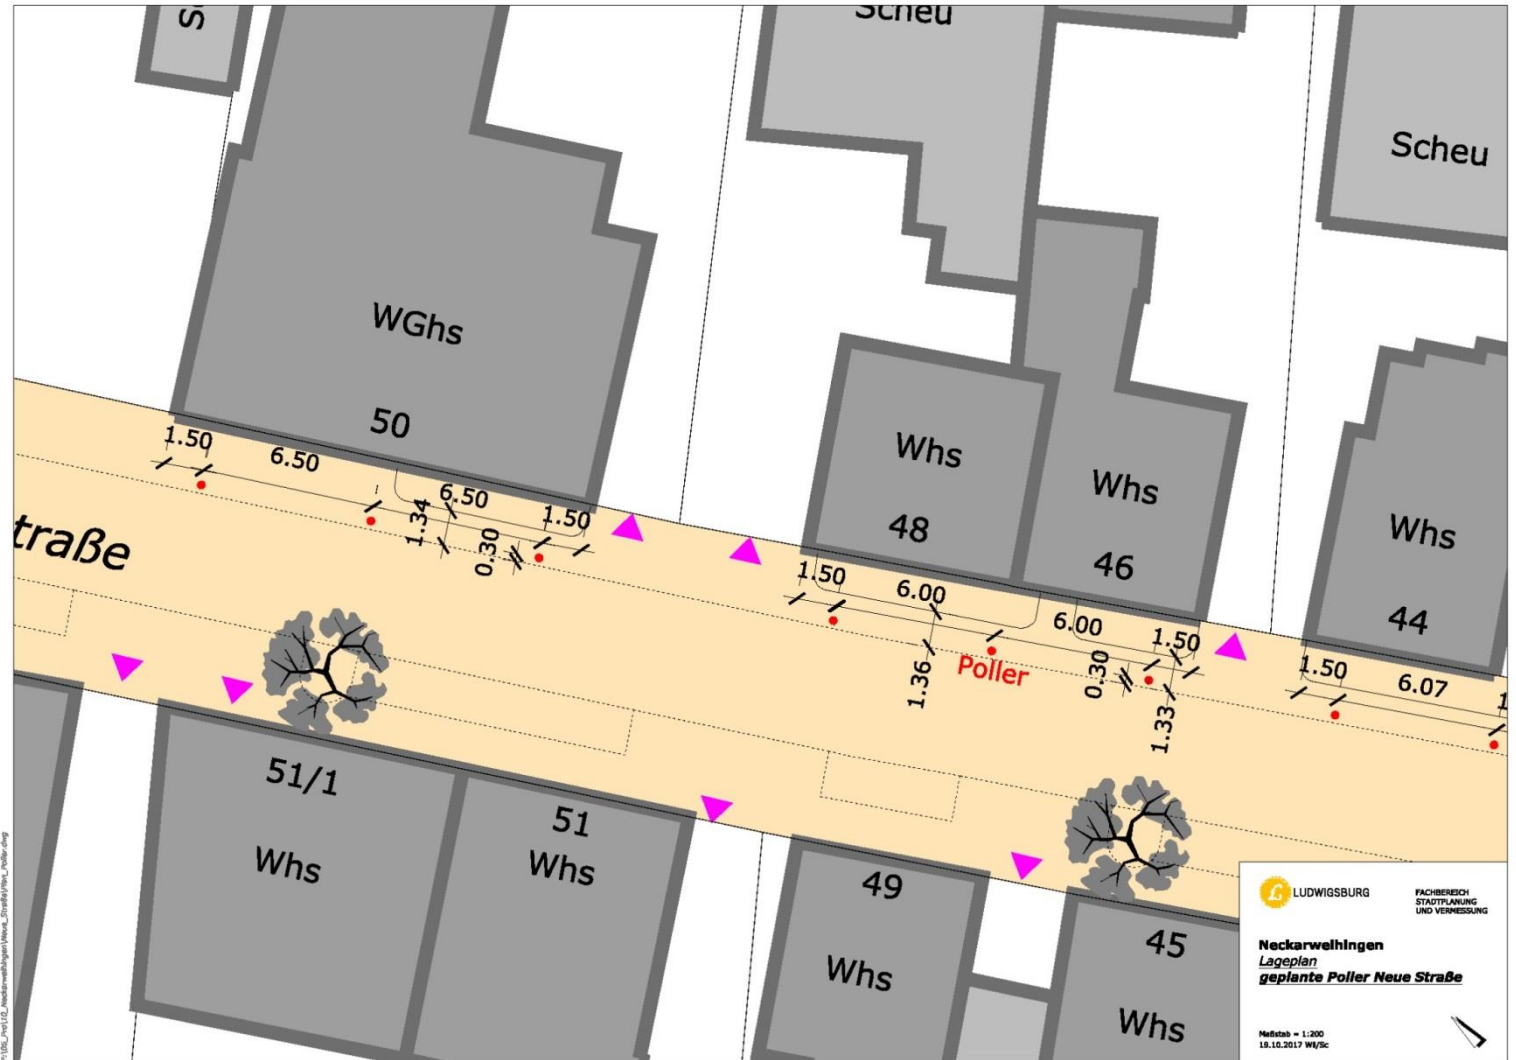 Scheu
Scheu
WGhs
50
Whs
48
Whs
46
Whs
44
1.50
6.50
1.34
6.50
0.30
1.50
1.50
6.00
1.36
Poller
6.00
0.30
1.50
1.33
1.50
6.07
traße
51/1
Whs
51
Whs
49
Whs
45
Whs
LUDWIGSBURG
FACHBEREICH
STADTPLANUNG
UND VERMESSUNG
Neckarweihingen
Lageplan
geplante Poller Neue Straße
Maßstab = 1:200
19.10.2017 Wil/Sc